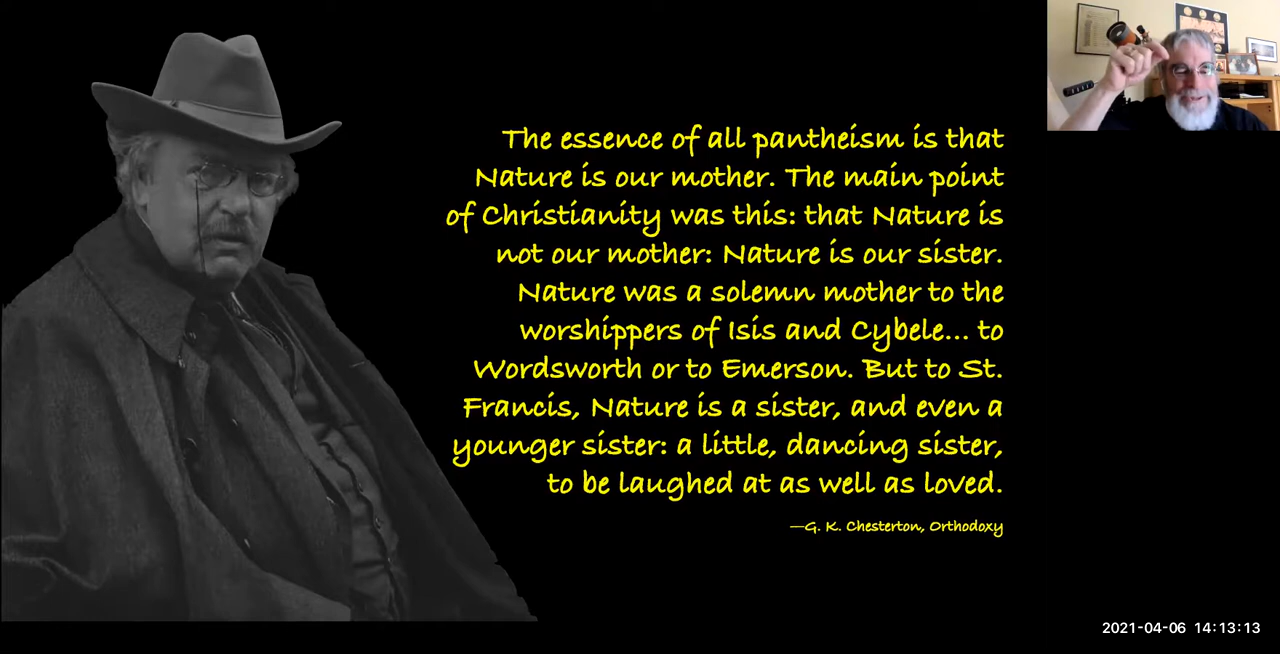 The essence of all pantheism is that
Nature is our mother. The main point
of Christianity was this: that Nature is
not our mother: Nature is our sister.
Nature was a solemn mother to the
worshippers of Isis and Cybele... to
Wordsworth or to Emerson. But to St.
Francis, Nature is a sister, and even a
younger sister: a little, dancing sister,
to be laughed at as well as loved.
—G. K. Chesterton, Orthodoxy
2021-04-06 14:13:13